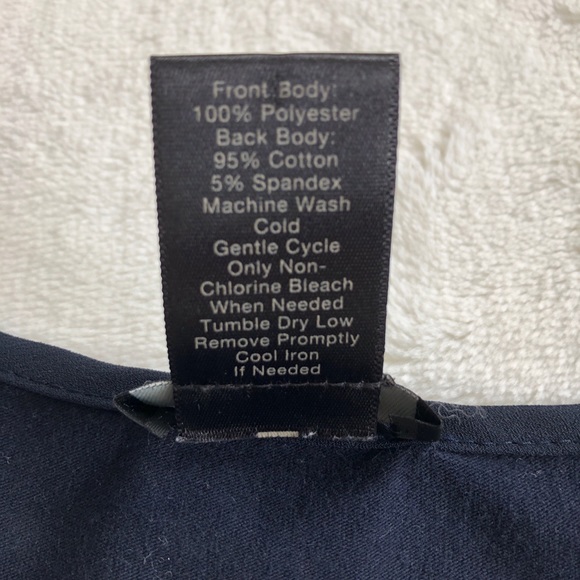 Front Body:
100% Polyester
Back Body:
95% Cotton
5% Spandex
Machine Wash
Cold
Gentle Cycle
Only Non-
Chlorine Bleach
When Needed
Tumble Dry Low
Remove Promptly
Cool Iron
If Needed